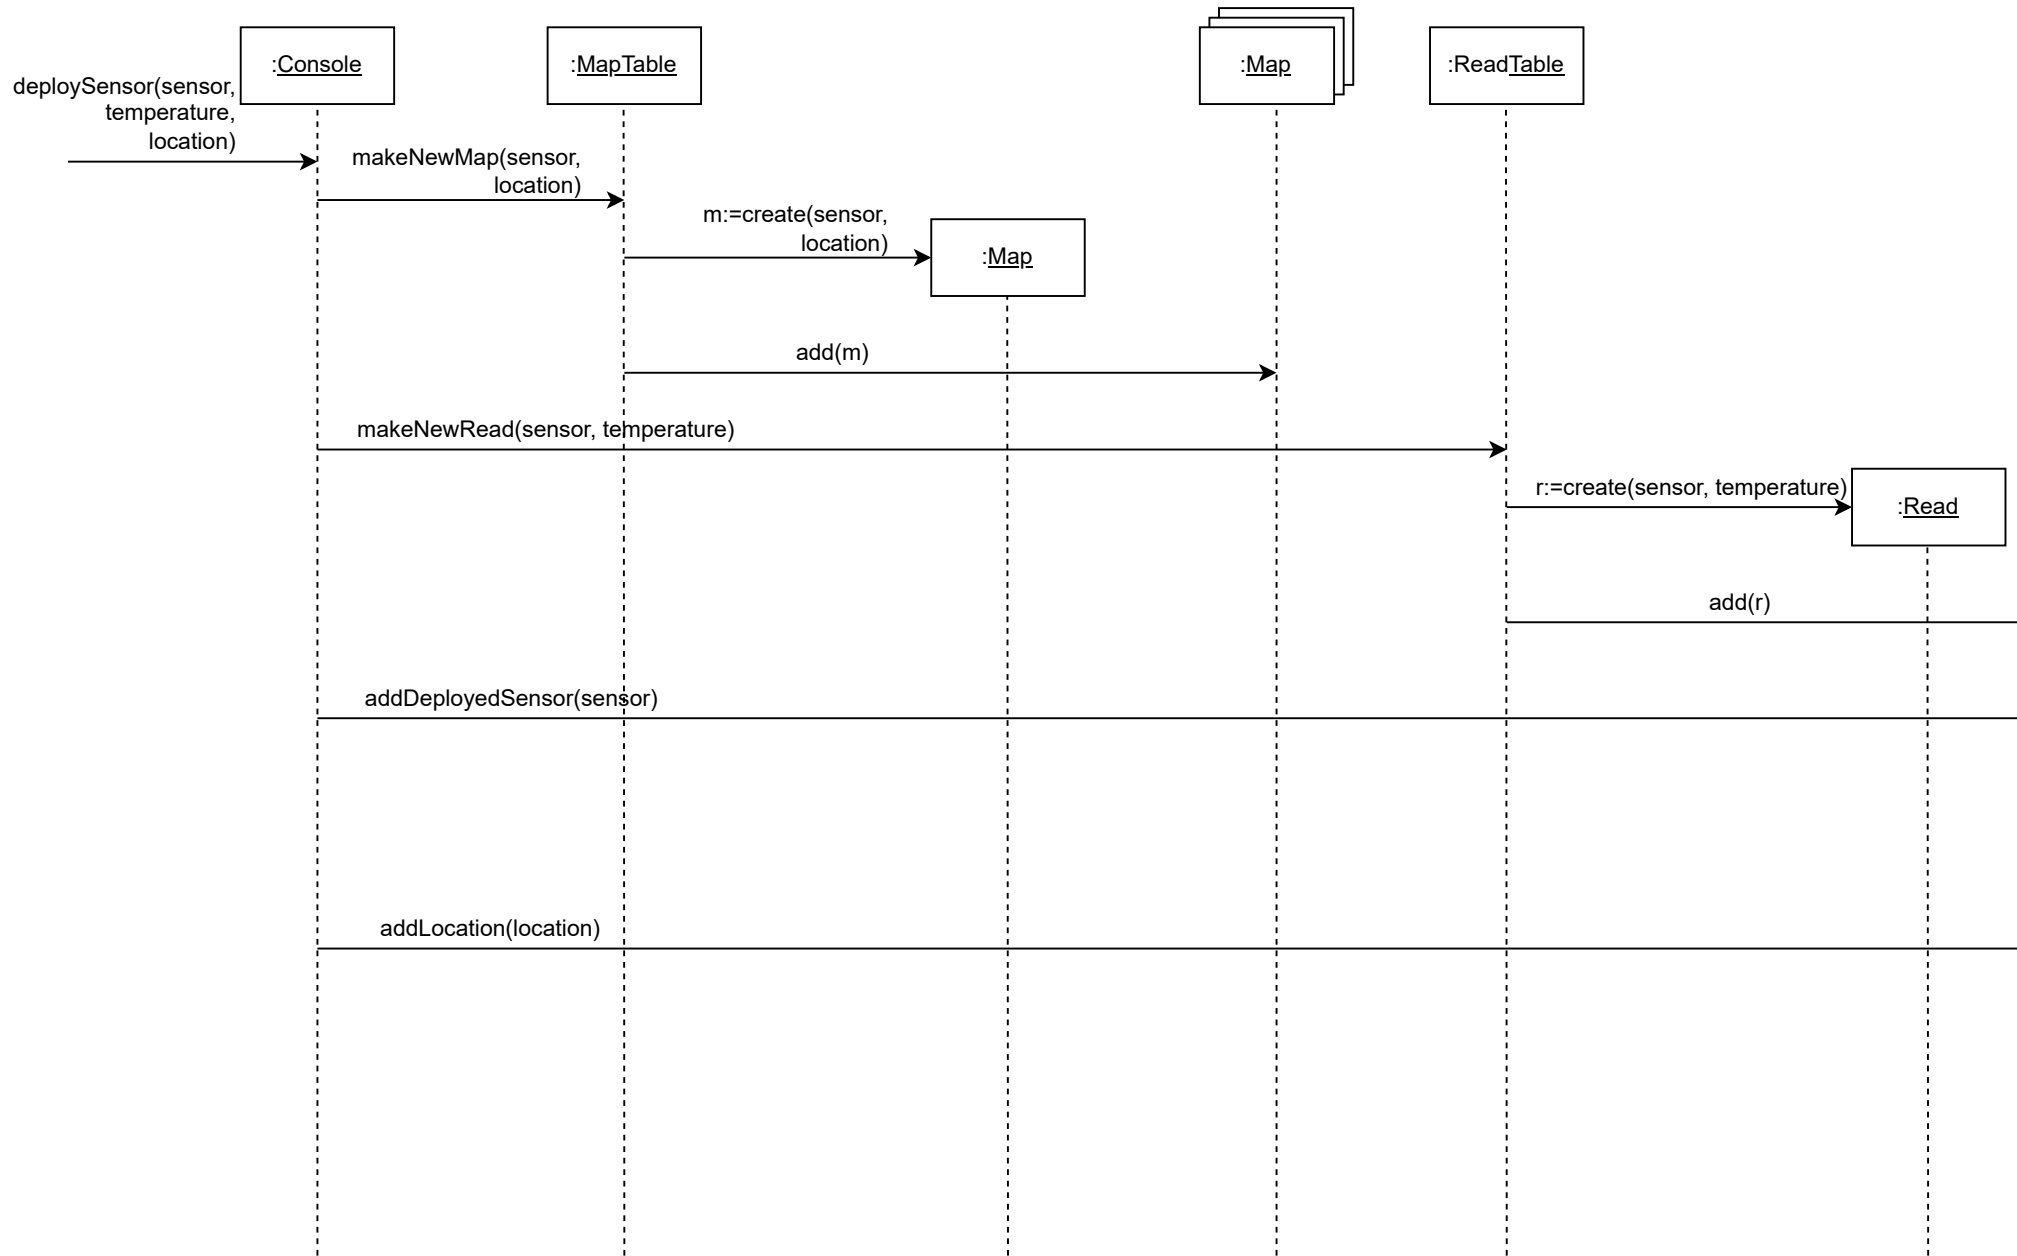 :Console
:MapTable
:Map
:ReadTable
deploySensor(sensor,
temperature,
location)
makeNewMap(sensor,
location)
m:=create(sensor,
location)
:Map
add(m)
makeNewRead(sensor, temperature)
r:=create(sensor, temperature)
:Read
add(r)
addDeployedSensor(sensor)
addLocation(location)